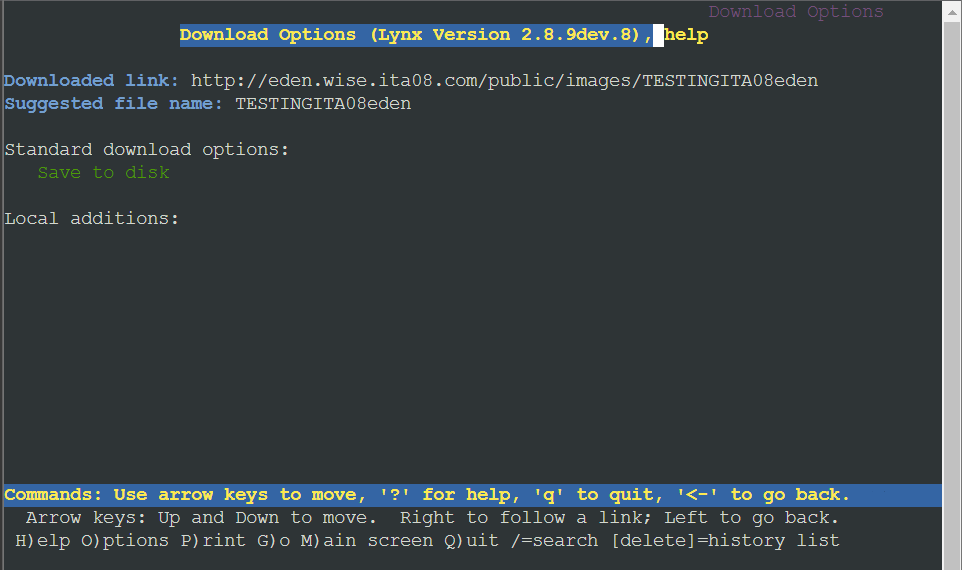 Download Options
Download Options (Lynx Version 2.8.9dev.8), help
Downloaded link: http://eden.wise.ita08.com/public/images/TESTINGITA08eden
Suggested file name: TESTINGITA08eden
Standard download options:
Save to disk
Local additions:
Commands: Use arrow keys to move, '?' for help, 'q' to quit, '<-' to go back.
Arrow keys: Up and Down to move.  Right to follow a link; Left to go back.
H)elp O)ptions P)rint G)o M)ain screen Q)uit /=search [delete]=history list